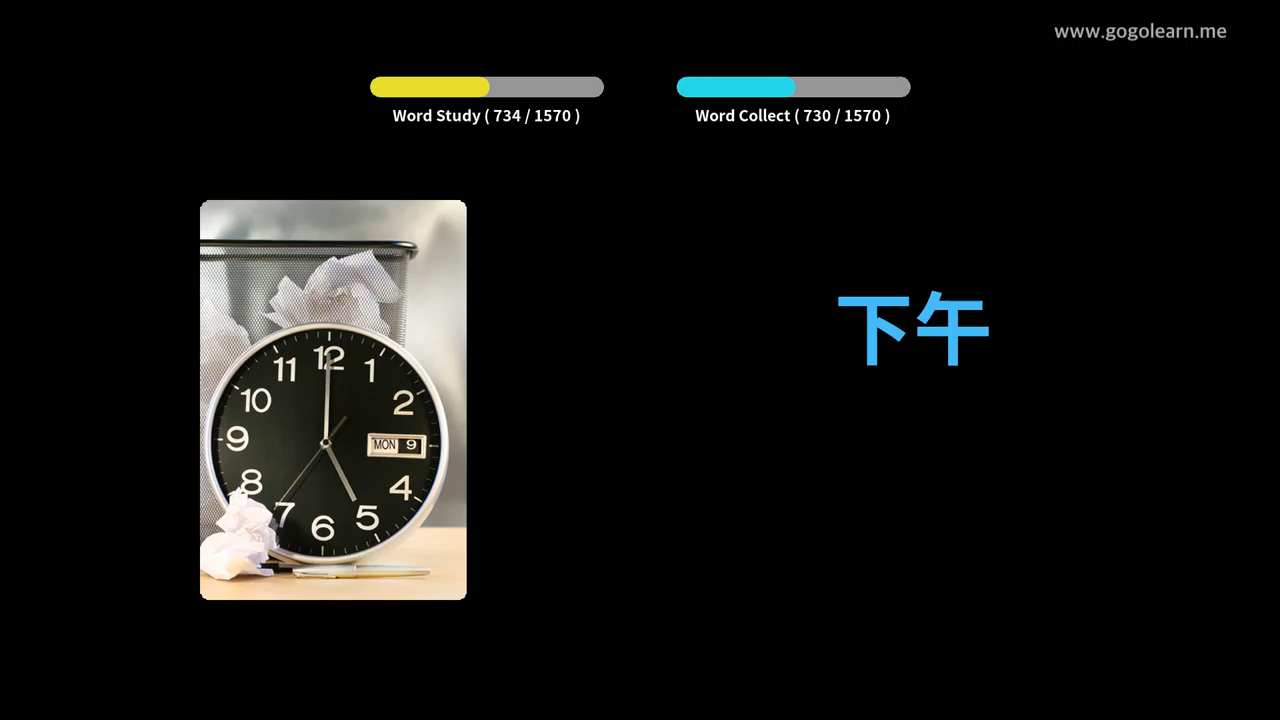 www.gogolearn.me
Word Study ( 734 / 1570 )
Word Collect ( 730 / 1570 )
下午
12
11
1
10
2
9
MON 9
8
4
7
5
6